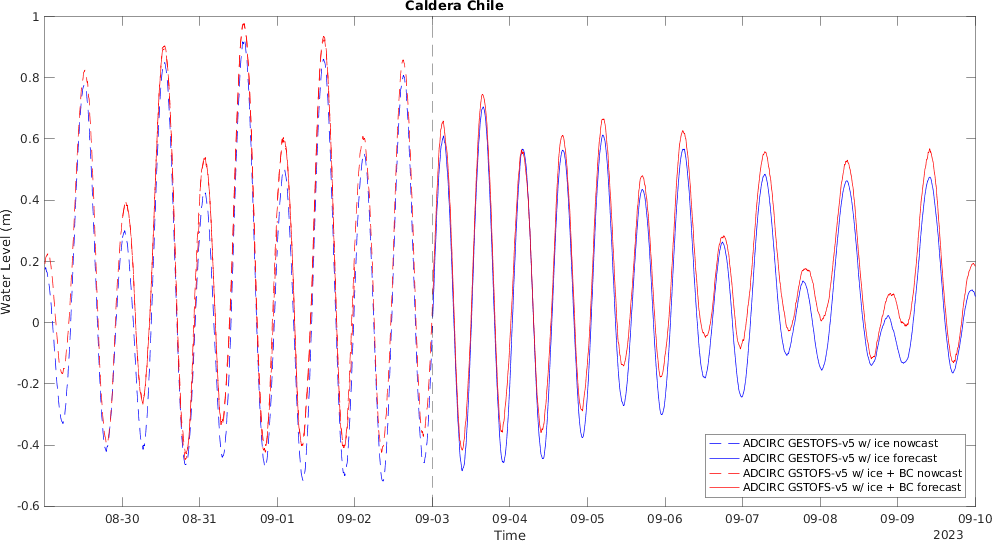 Caldera Chile
1
0.8
0.6
0.4
0.2
0
-0.2
-0.4
-0.6
Water Level (m)
ADCIRC GESTOFS-v5 w/ ice nowcast
ADCIRC GESTOFS-v5 w/ ice forecast
ADCIRC GSTOFS-v5 w/ ice + BC nowcast
ADCIRC GSTOFS-v5 w/ ice + BC forecast
08-30 08-31 09-01 09-02 09-03 09-04 09-05 09-06 09-07 09-08 09-09 09-10
Time
2023